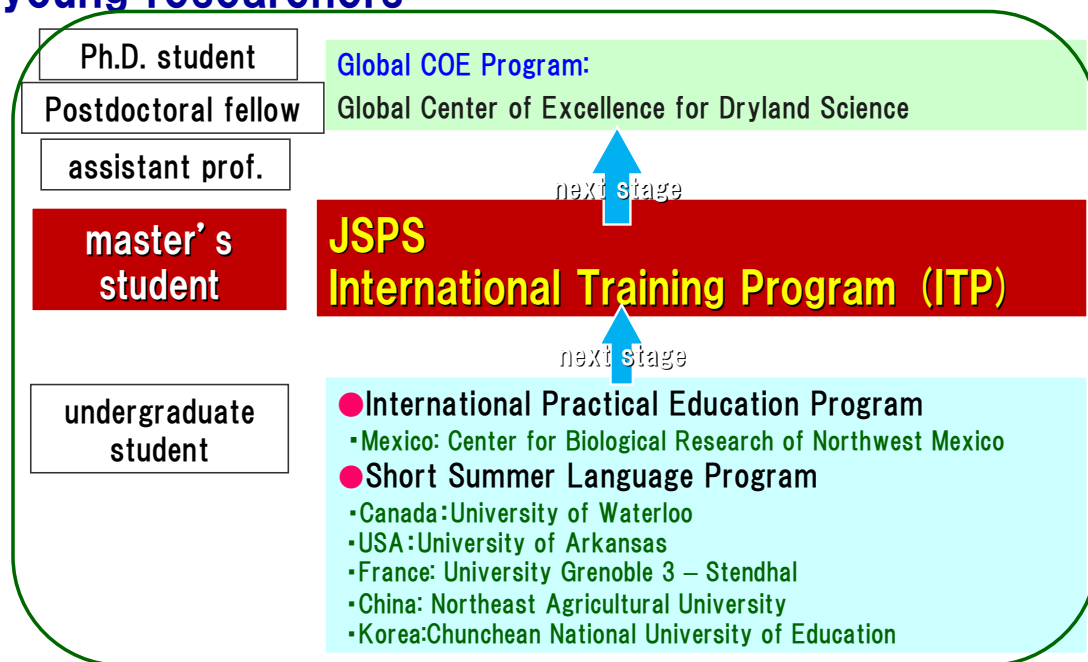 young researchers
Ph.D. student
Global COE Program:
Postdoctoral fellow
Global Center of Excellence for Dryland Science
assistant prof.
next stage
master's
student
JSPS
International Training Program (ITP)
next stage
undergraduate
student
●International Practical Education Program
・Mexico: Center for Biological Research of Northwest Mexico
●Short Summer Language Program
・Canada:University of Waterloo
・USA:University of Arkansas
・France: University Grenoble 3 – Stendhal
・China: Northeast Agricultural University
・Korea:Chunchean National University of Education